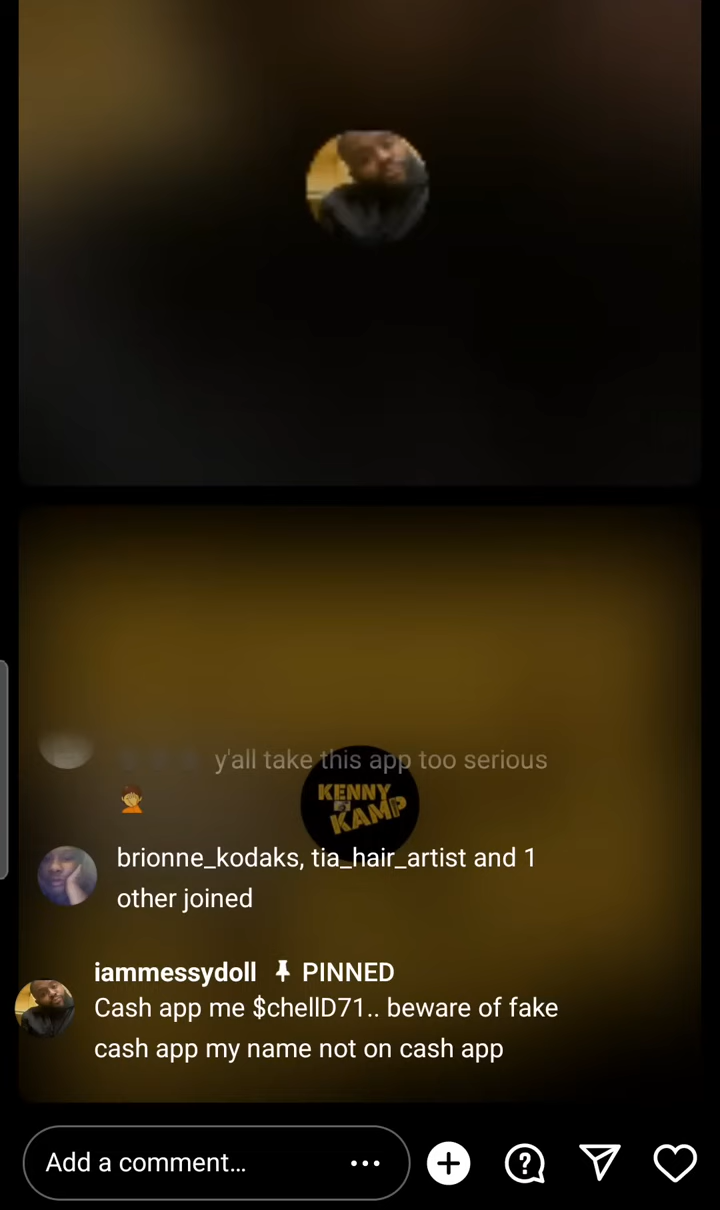 y'all take this app too serious
KENNY
KAMP
brionne_kodaks, tia_hair_artist and 1
other joined
iammessydoll PINNED
Cash app me $chellD71.. beware of fake
cash app my name not on cash app
Add a comment...